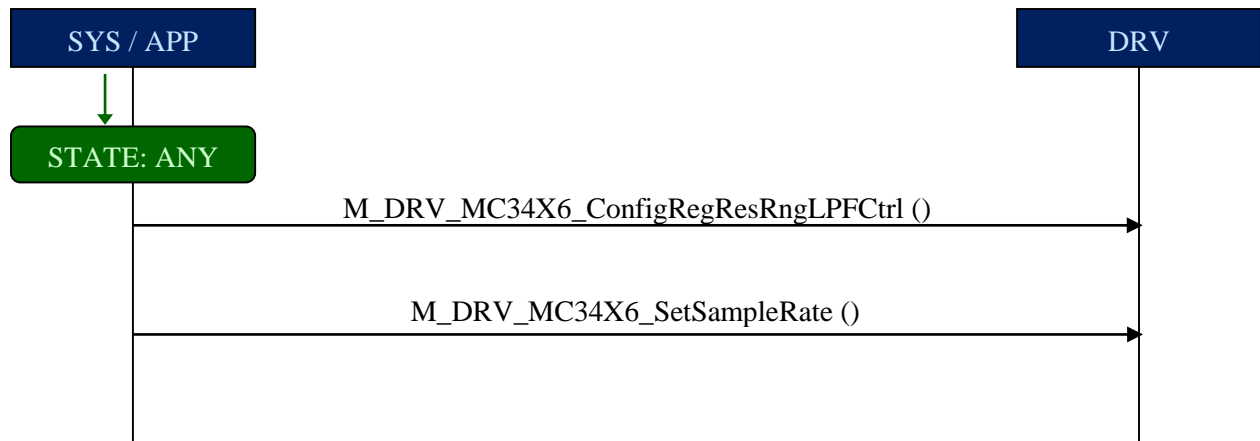 SYS / APP
DRV
STATE: ANY
M_DRV_MC34X6_ConfigRegResRngLPFCtrl ()
M_DRV_MC34X6_SetSampleRate ()